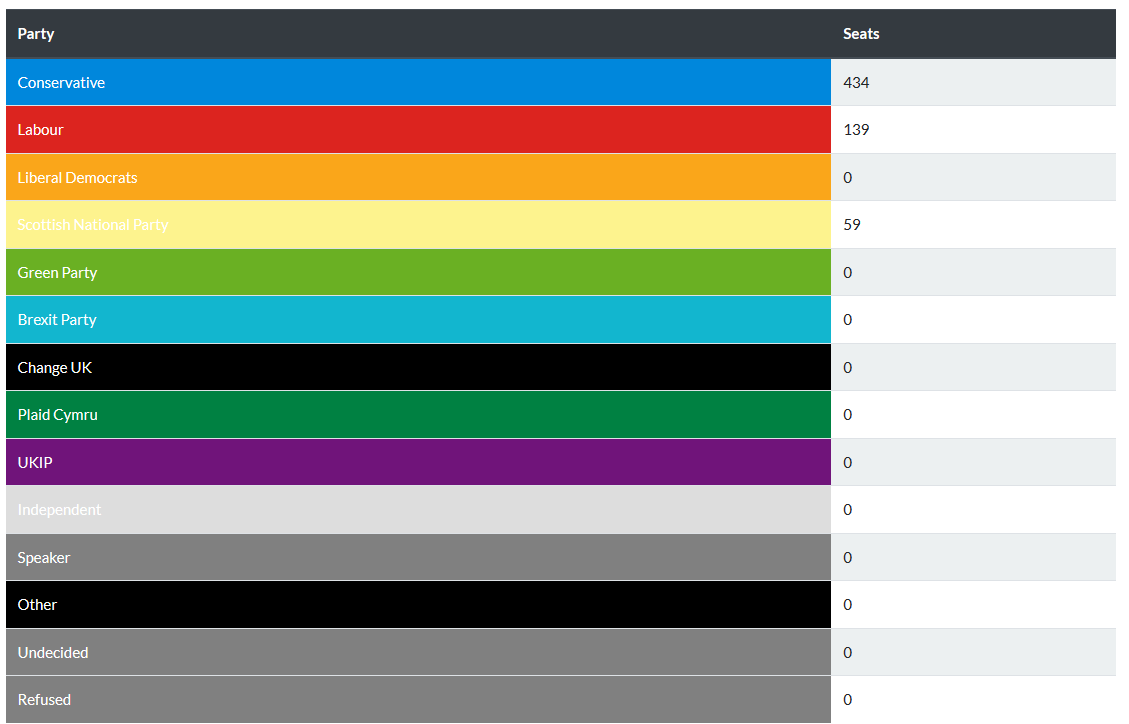 Party Seats
Conservative 434
Labour 139
Liberal Democrats 0
Scottish National Party 59
Green Party 0
Brexit Party 0
Change UK 0
Plaid Cymru 0
UKIP 0
Independent 0
Speaker 0
Other 0
Undecided 0
Refused 0